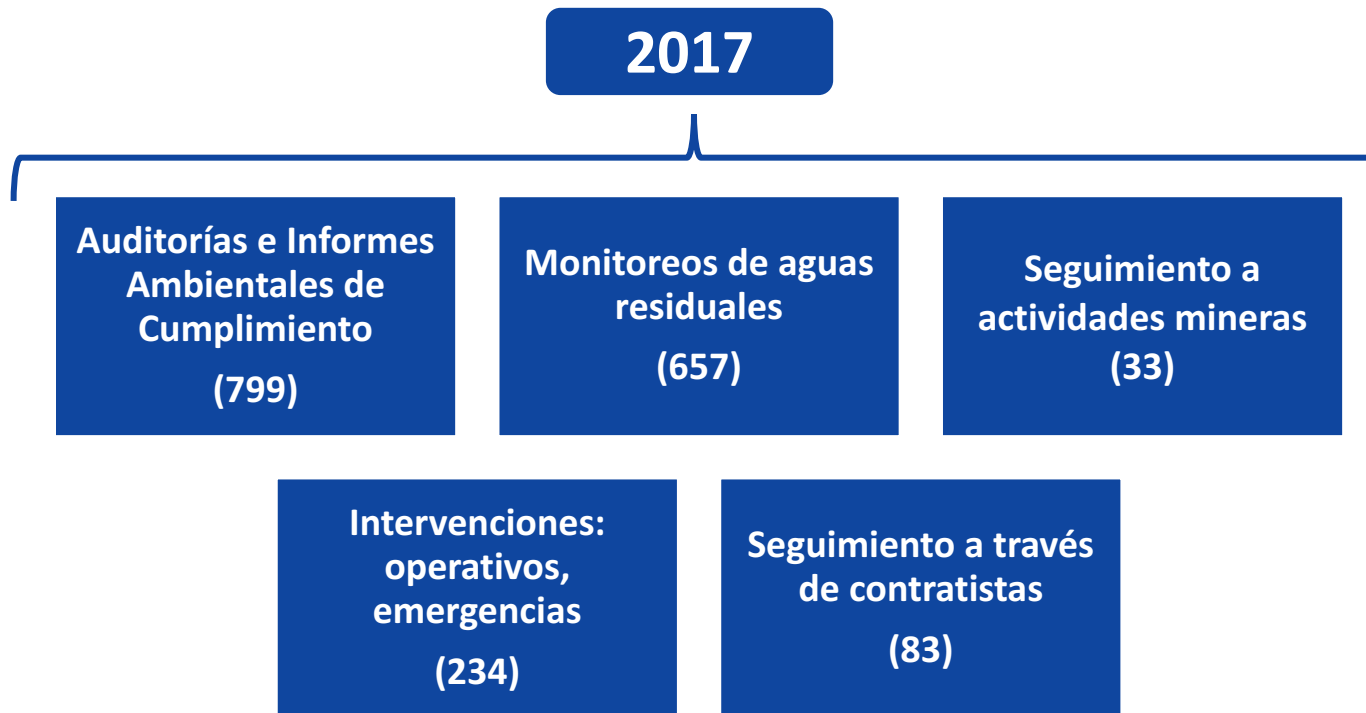 2017
Auditorías e Informes
Ambientales de
Cumplimiento
(799)
Monitoreos de aguas
residuales
(657)
Seguimiento a
actividades mineras
(33)
Intervenciones:
operativos,
emergencias
(234)
Seguimiento a través
de contratistas
(83)